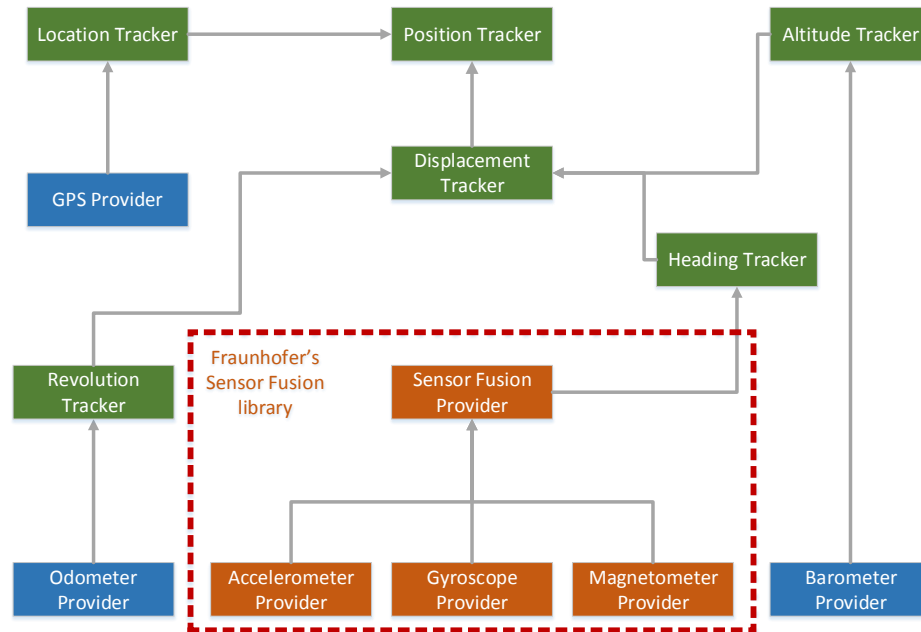 Location Tracker
Position Tracker
Altitude Tracker
Displacement
Tracker
GPS Provider
Heading Tracker
Fraunhofer's
Sensor Fusion
library
Revolution
Tracker
Sensor Fusion
Provider
Odometer
Provider
Accelerometer
Provider
Gyroscope
Provider
Magnetometer
Provider
Barometer
Provider